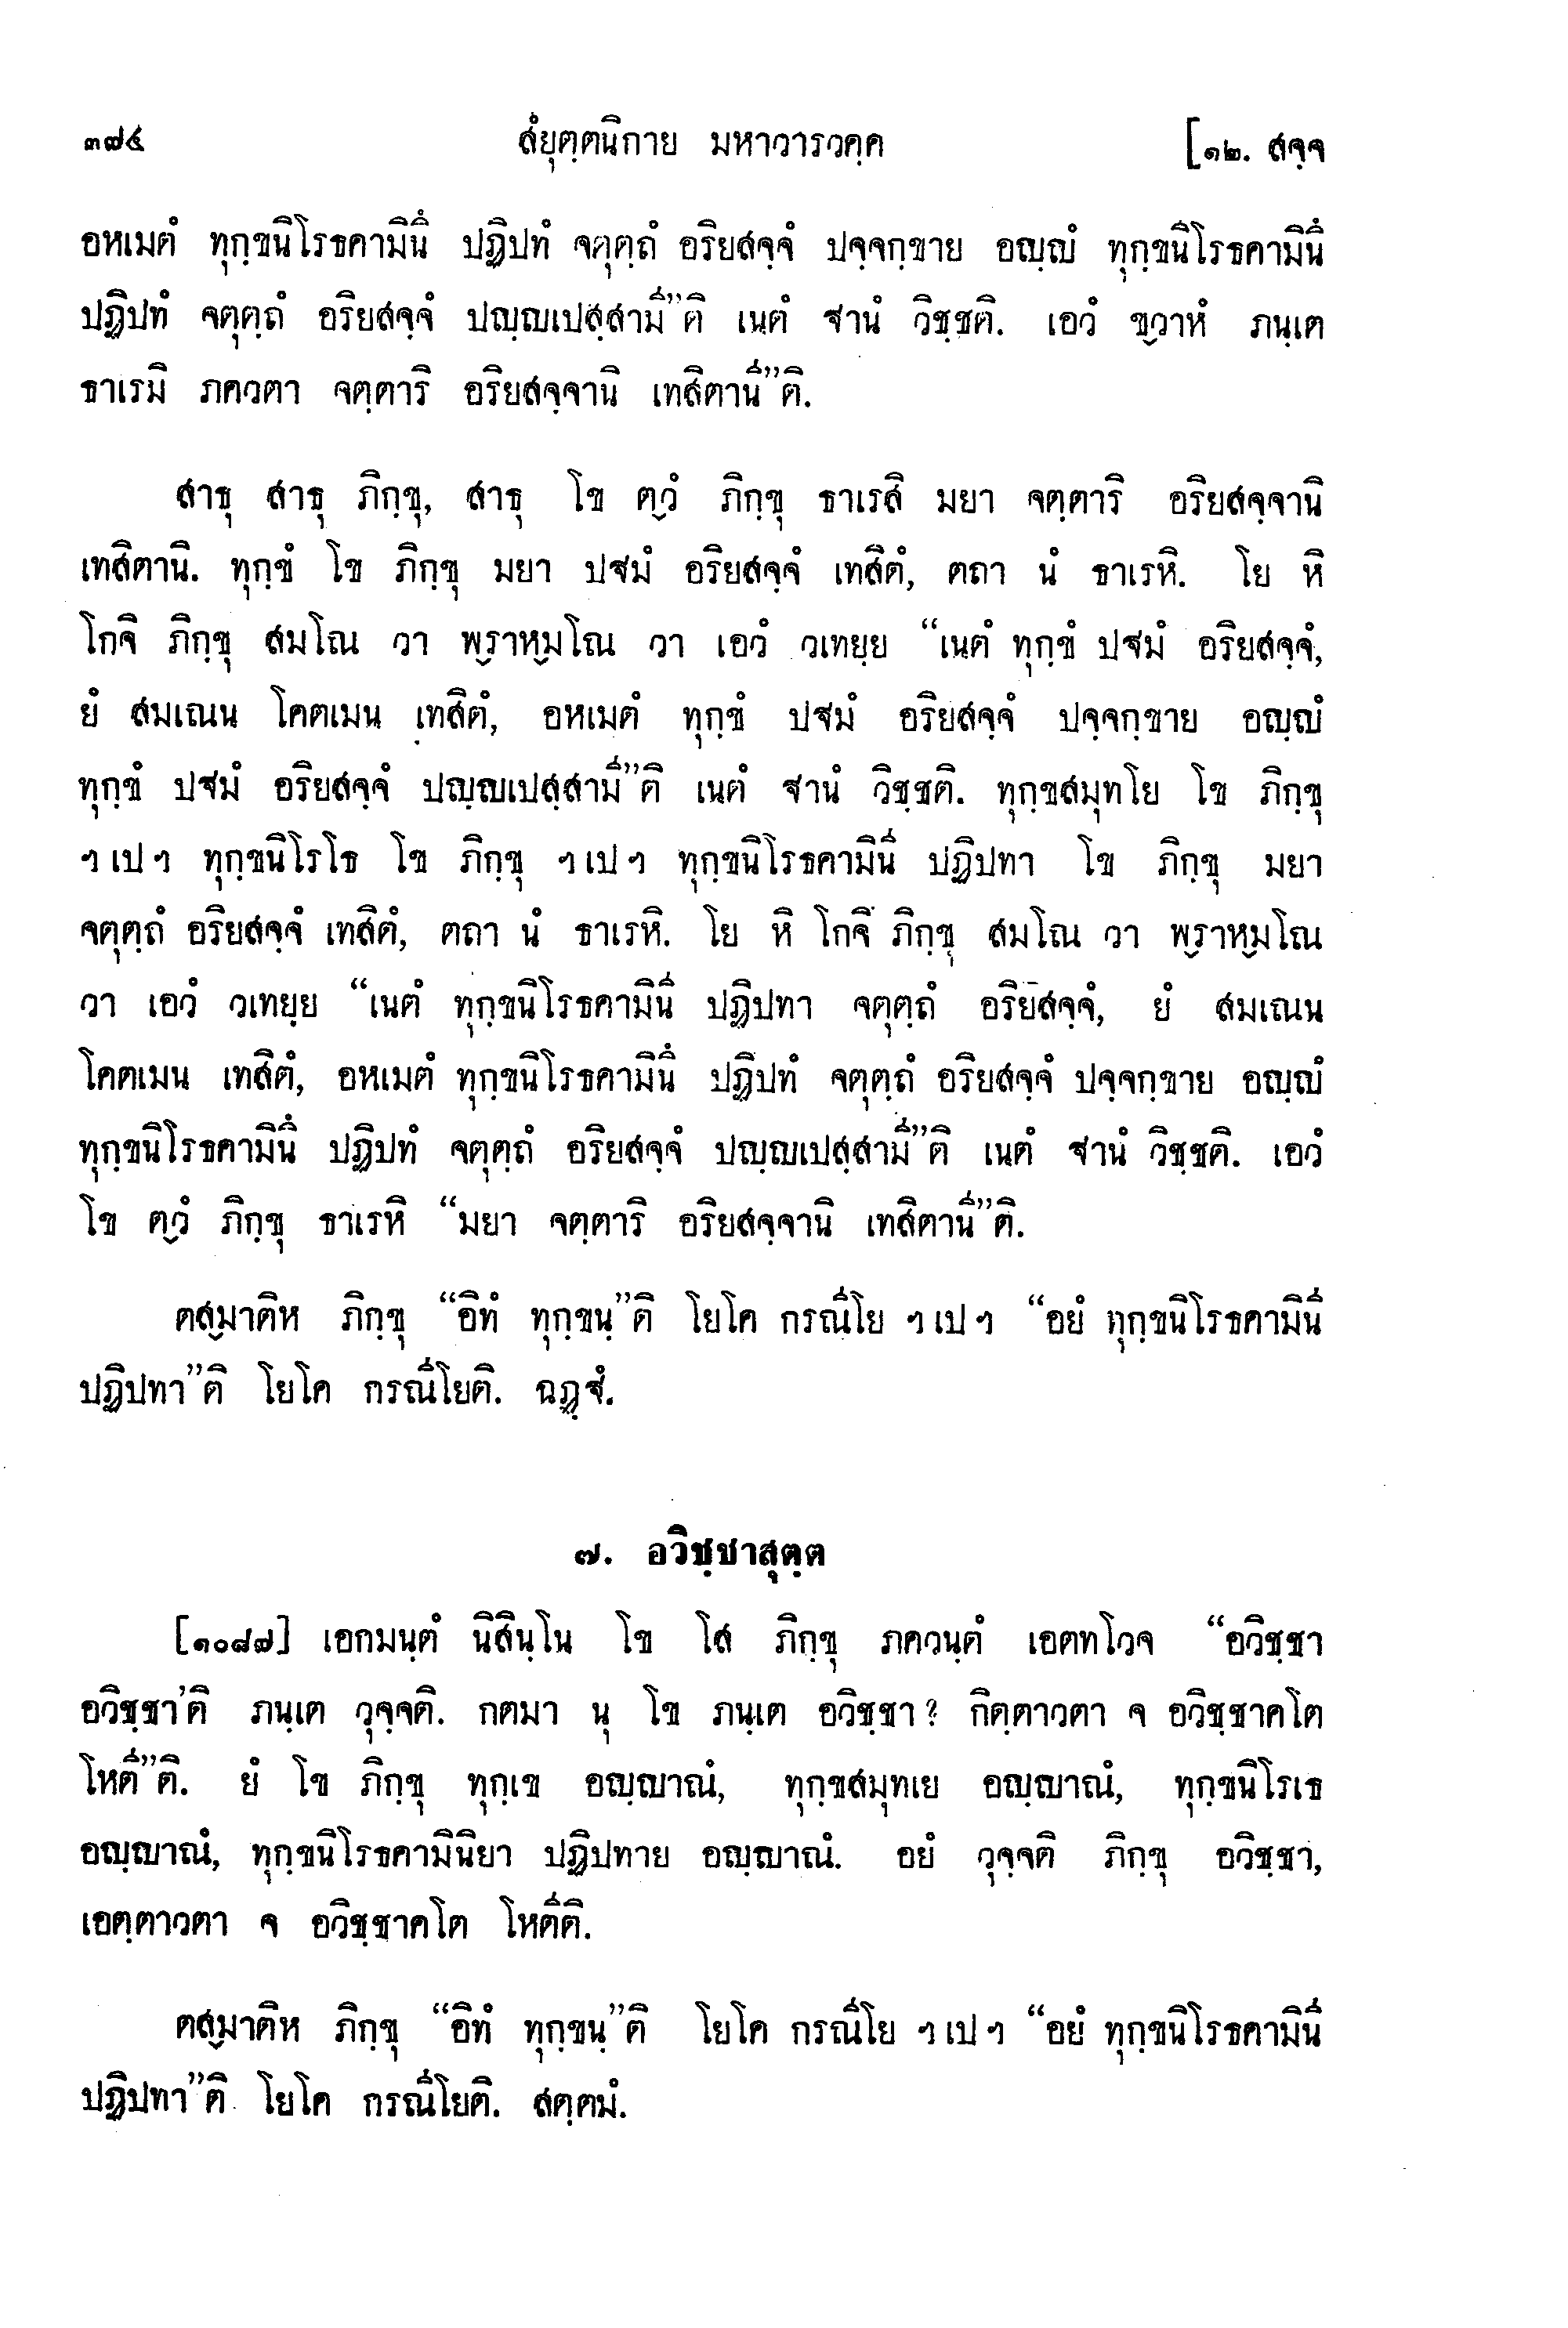 ๓๗๔ สํยุตฺตนิกาย มหาวารวคฺค [๑๒. สจฺจ
อหเมตํ ทุกฺขนิโรธคามินึ ปฏิปทํ จตุตฺถํ อริยสจฺจํ ปจฺจกฺขาย อญฺญํ ทุกฺขนิโรธคามินึ
ปฏิปทํ จตุตฺถํ อริยสจฺจํ ปญฺญเปสฺสามี”ติ เนตํ ฐานํ วิชฺชติ. เอวํ ขฺวาหํ ภนฺเต
ธาเรมิ ภควตา จตฺตาริ อริยสจฺจานิ เทสิตานี”ติ.
สาธุ สาธุ ภิกฺขุ, สาธุ โข ตฺวํ ภิกฺขุ ธาเรสิ มยา จตฺตาริ อริยสจฺจานิ
เทสิตานิ. ทุกฺขํ โข ภิกฺขุ มยา ปฐมํ อริยสจฺจํ เทสิตํ, ตถา นํ ธาเรหิ. โย หิ
โกจิ ภิกฺขุ สมโณ วา พฺราหฺมโณ วา เอวํ วเทยฺย “เนตํ ทุกฺขํ ปฐมํ อริยสจฺจํ,
ยํ สมเณน โคตเมน เทสิตํ, อหเมตํ ทุกฺขํ ปฐมํ อริยสจฺจํ ปจฺจกฺขาย อญฺญํ
ทุกฺขํ ปฐมํ อริยสจฺจํ ปญฺญเปสฺสามี”ติ เนตํ ฐานํ วิชฺชติ. ทุกฺขสมุทโย โข ภิกฺขุ
ฯเปฯ ทุกฺขนิโรโธ โข ภิกฺขุ ฯเปฯ ทุกฺขนิโรธคามินี ปฏิปทา โข ภิกฺขุ มยา
จตุตฺถํ อริยสจฺจํ เทสิตํ, ตถา นํ ธาเรหิ. โย หิ โกจิ ภิกฺขุ สมโณ วา พฺราหฺมโณ
วา เอวํ วเทยฺย “เนตํ ทุกฺขนิโรธคามินี ปฏิปทา จตุตฺถํ อริยสจฺจํ, ยํ สมเณน
โคตเมน เทสิตํ, อหเมตํ ทุกฺขนิโรธคามินึ ปฏิปทํ จตุตฺถํ อริยสจฺจํ ปจฺจกฺขาย อญฺญํ
ทุกฺขนิโรธคามินึ ปฏิปทํ จตุตฺถํ อริยสจฺจํ ปญฺญเปสฺสามี”ติ เนตํ ฐานํ วิชฺชติ. เอวํ
โข ตฺวํ ภิกฺขุ ธาเรหิ “มยา จตฺตาริ อริยสจฺจานิ เทสิตานี”ติ.
ตสฺมาติห ภิกฺขุ “อิทํ ทุกฺขนฺ”ติ โยโค กรณีโย ฯเปฯ “อยํ ทุกฺขนิโรธคามินี
ปฏิปทา”ติ โยโค กรณีโยติ. ฉฏฺฐํ.
๗. อวิชฺชาสุตฺต
[๑๐๘๗] เอกมนฺตํ นิสินฺโน โข โส ภิกฺขุ ภควนฺตํ เอตทโวจ “อวิชฺชา
อวิชฺชา’ติ ภนฺเต วุจฺจติ. กตมา นุ โข ภนฺเต อวิชฺชา? กิตฺตาวตา จ อวิชฺชาคโต
โหตี”ติ. ยํ โข ภิกฺขุ ทุกฺเข อญฺญาณํ, ทุกฺขสมุทเย อญฺญาณํ, ทุกฺขนิโรเธ
อญฺญาณํ, ทุกฺขนิโรธคามินิยา ปฏิปทาย อญฺญาณํ. อยํ วุจฺจติ ภิกฺขุ อวิชฺชา,
เอตฺตาวตา จ อวิชฺชาคโต โหตีติ.
ตสฺมาติห ภิกฺขุ “อิทํ ทุกฺขนฺ”ติ โยโค กรณีโย ฯเปฯ “อยํ ทุกฺขนิโรธคามินี
ปฏิปทา”ติ โยโค กรณีโยติ. สตฺตมํ.